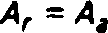 A₁ = A₂